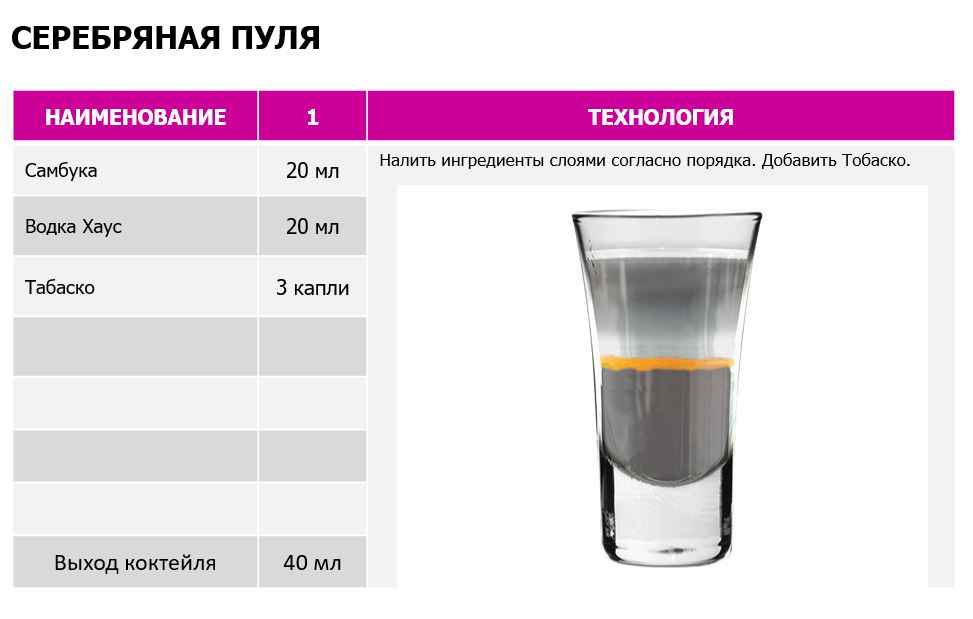 СЕРЕБРЯНАЯ ПУЛЯ
НАИМЕНОВАНИЕ 1 ТЕХНОЛОГИЯ
Самбука 20 мл Налить ингредиенты слоями согласно порядка. Добавить Тобаско.
Водка Хаус 20 мл
Табаско 3 капли
Выход коктейля 40 мл